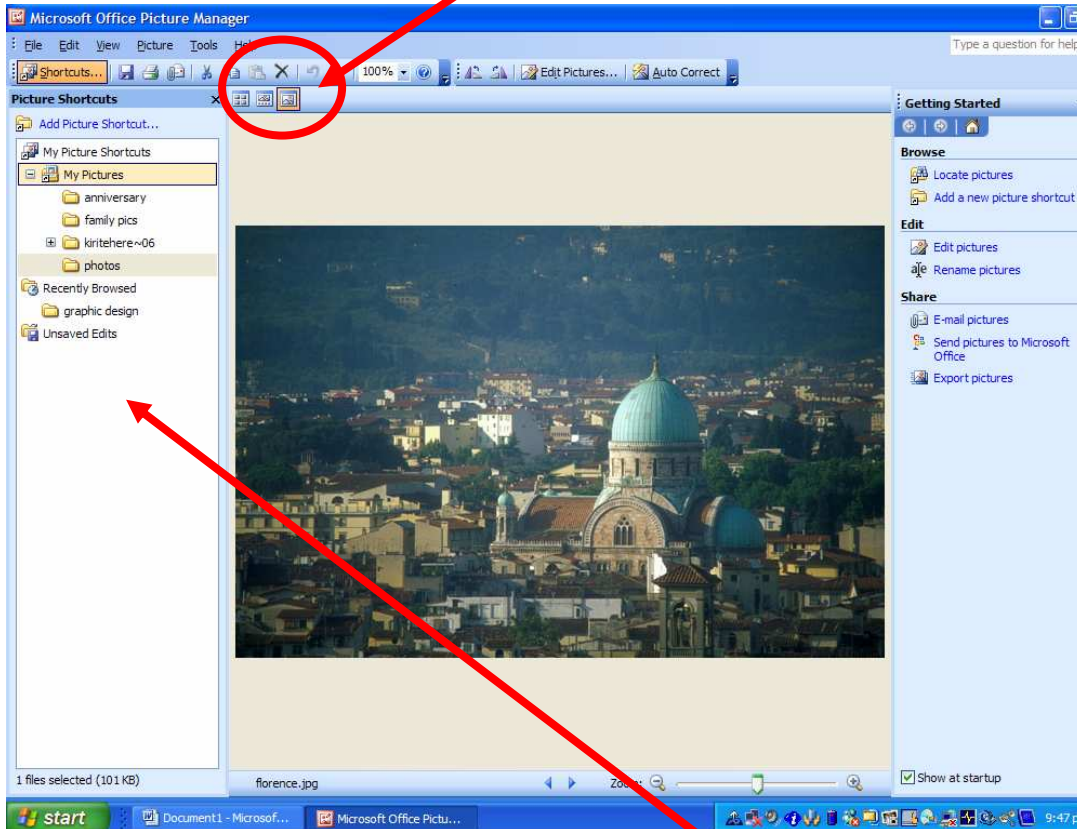 Microsoft Office Picture Manager
File Edit View Picture Tools
Type a question for help
Shortcuts... 100% Edit Pictures... Auto Correct
Picture Shortcuts
Add Picture Shortcut...
My Picture Shortcuts
My Pictures
anniversary
family pics
kiritehere~06
photos
Recently Browsed
graphic design
Unsaved Edits
1 files selected (101 KB)
florence.jpg
Zoom:
Getting Started
Browse
Locate pictures
Add a new picture shortcut
Edit
Edit pictures
Rename pictures
Share
E-mail pictures
Send pictures to Microsoft
Office
Export pictures
Show at startup
start Document1 - Microsof... Microsoft Office Pictu... 9:47 p